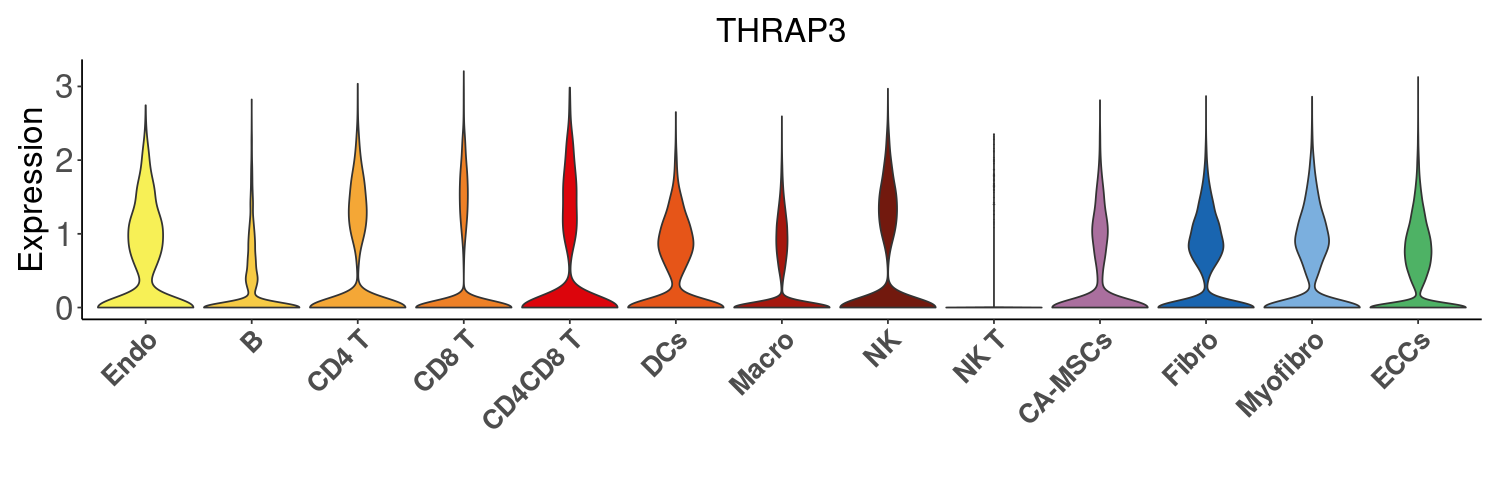 THRAP3
Expression
3
2
1
0
Endo
B
CD4 T
CD8 T
CD4CD8 T
DCs
Macro
NK
NK T
CA-MSCs
Fibro
Myofibro
ECCs